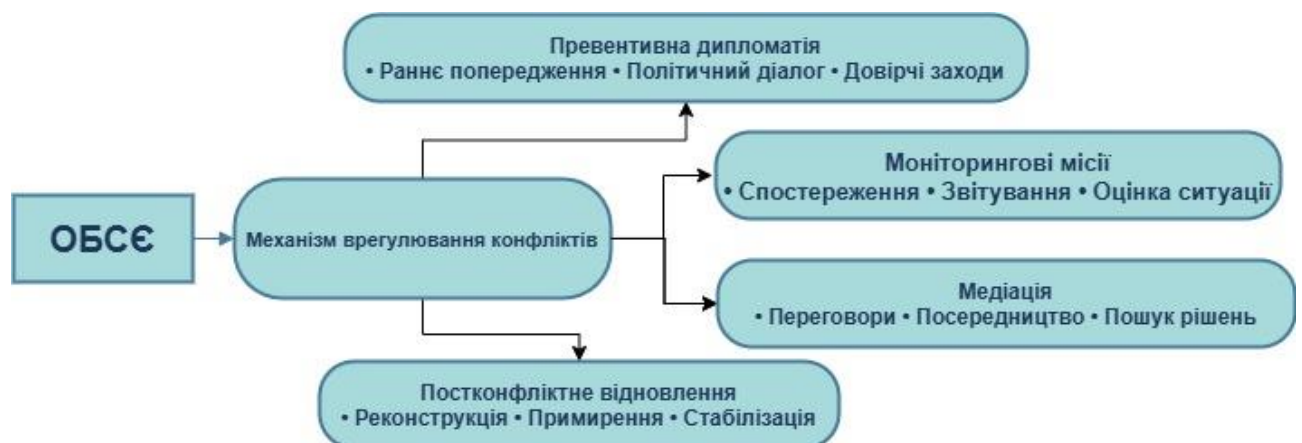 Превентивна дипломатія
• Раннє попередження • Політичний діалог • Довірчі заходи
Моніторингові місії
• Спостереження • Звітування • Оцінка ситуації
ОБСЄ
Механізм врегулювання конфліктів
Медіація
• Переговори • Посередництво • Пошук рішень
Постконфліктне відновлення
• Реконструкція • Примирення • Стабілізація